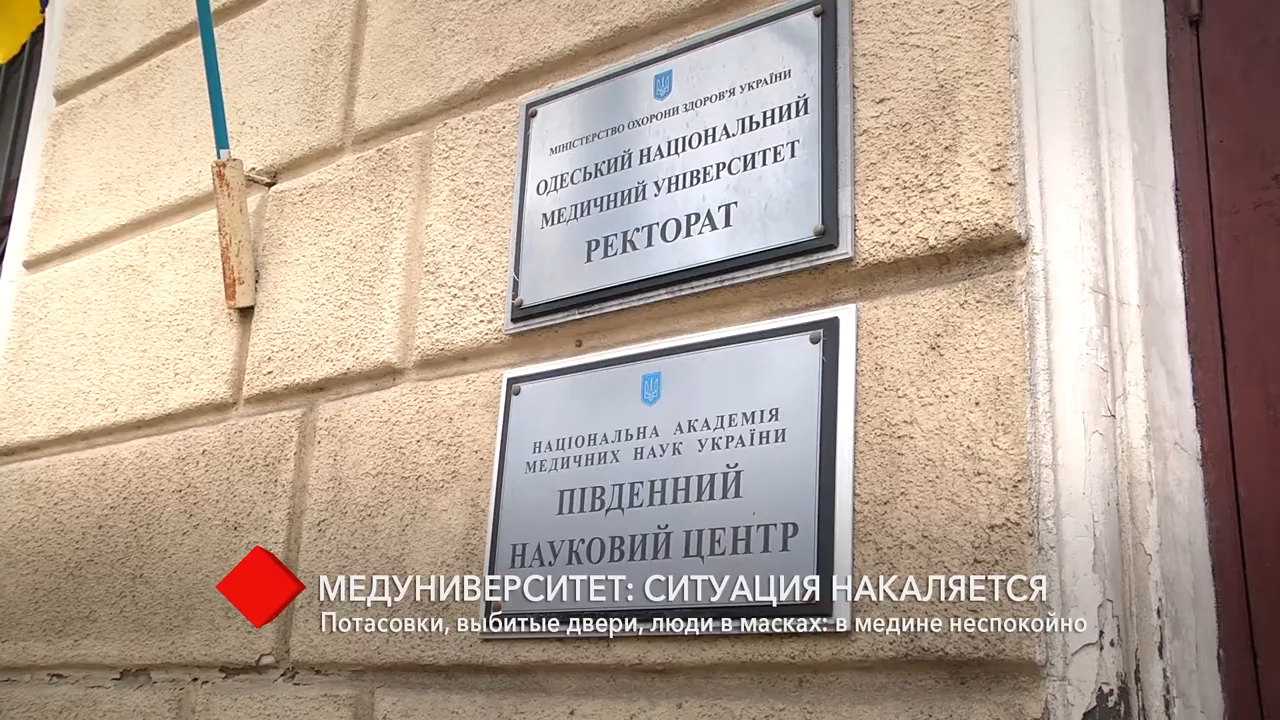 МІНІСТЕРСТВО ОХОРОНИ ЗДОРОВ'Я УКРАЇНИ
ОДЕСЬКИЙ НАЦІОНАЛЬНИЙ
МЕДИЧНИЙ УНІВЕРСИТЕТ
РЕКТОРАТ
НАЦІОНАЛЬНА АКАДЕМІЯ
МЕДИЧНИХ НАУК УКРАЇНИ
ПІВДЕННИЙ
НАУКОВИЙ ЦЕНТР
МЕДУНИВЕРСИТЕТ: СИТУАЦИЯ НАКАЛЯЕТСЯ
Потасовки, выбитые двери, люди в масках: в медине неспокойно